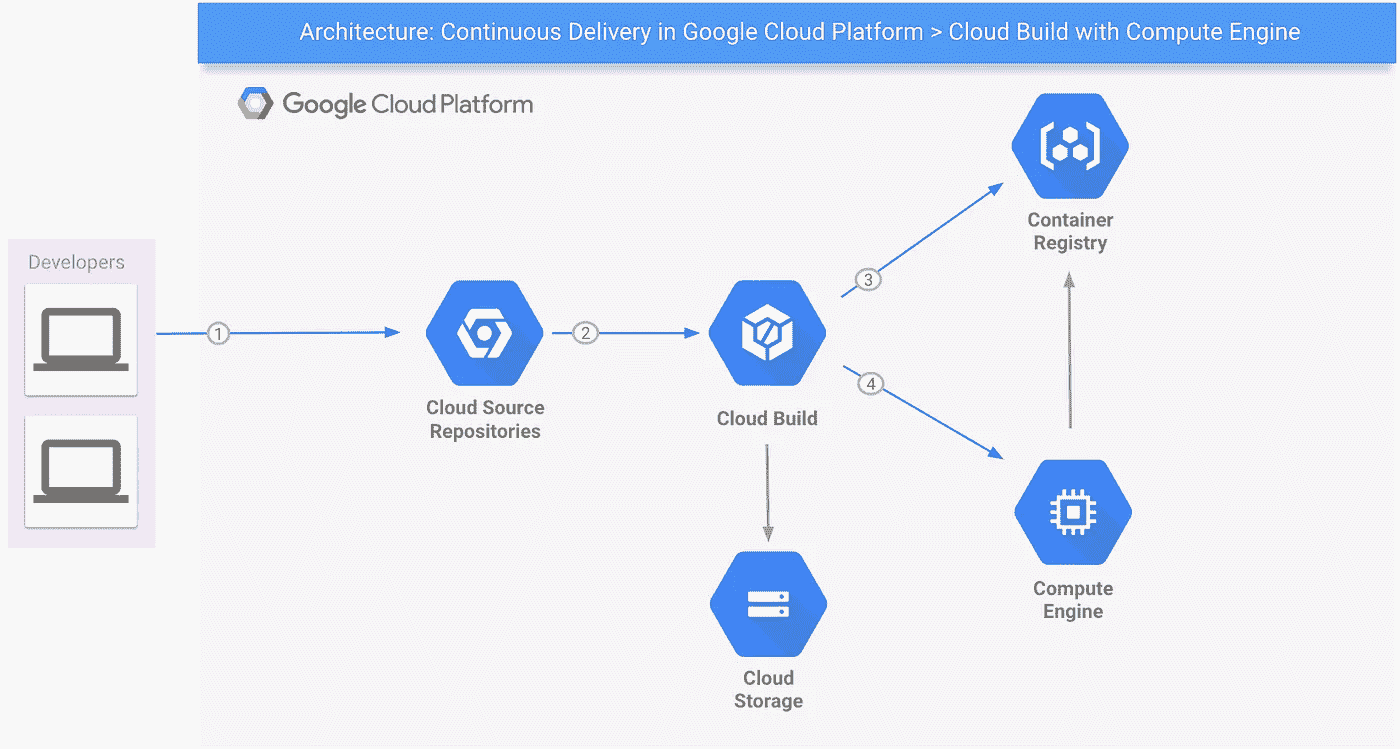 Architecture: Continuous Delivery in Google Cloud Platform > Cloud Build with Compute Engine
Google Cloud Platform
Container
Registry
Developers
3
1
2
Cloud Source
Repositories
Cloud Build
4
Compute
Engine
Cloud
Storage